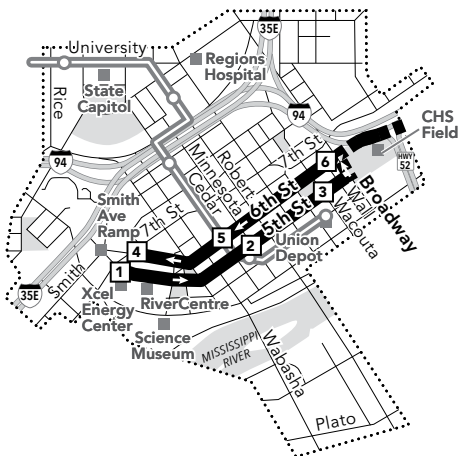 35E
University
Regions
Hospital
State
Capitol
Rice
94
CHS
Field
94
7th St
Robert
Minnesota
Cedar
HWY
52
6
6th St
3
5th St
Broadway
Wall
Wacouta
Smith
Ave
Ramp
7th St
4
5
2
Union
Depot
1
Smith
35E
Xcel
Energy
Center
RiverCentre
Science
Museum
MISSISSIPPI
RIVER
Wabasha
Plato